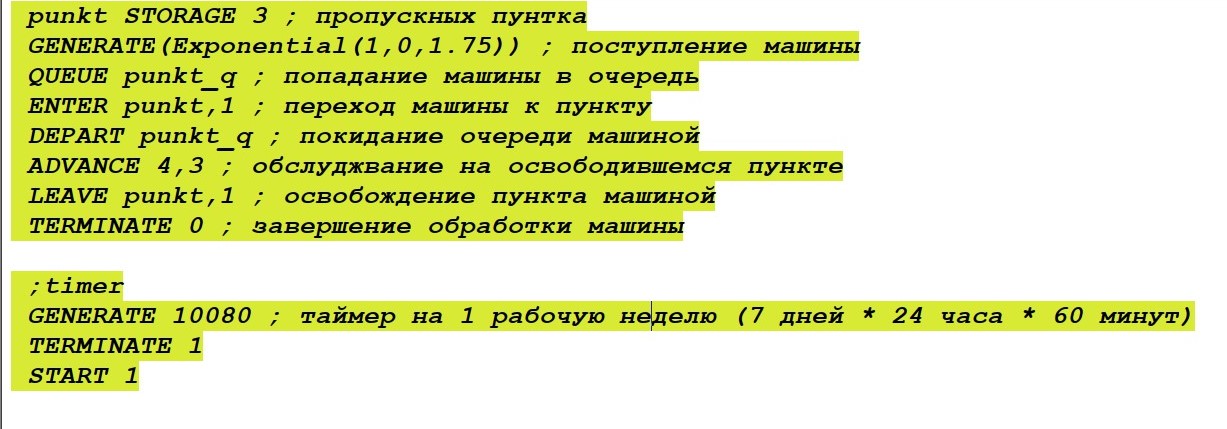 punkt STORAGE 3 ; пропускных пунтка
GENERATE(Exponential(1,0,1.75)) ; поступление машины
QUEUE punkt_q ; попадание машины в очередь
ENTER punkt,1 ; переход машины к пункту
DEPART punkt_q ; покидание очереди машиной
ADVANCE 4,3 ; обслуджвание на освободившемся пункте
LEAVE punkt,1 ; освобождение пункта машиной
TERMINATE 0 ; завершение обработки машины
;timer
GENERATE 10080 ; таймер на 1 рабочую неделю (7 дней * 24 часа * 60 минут)
TERMINATE 1
START 1